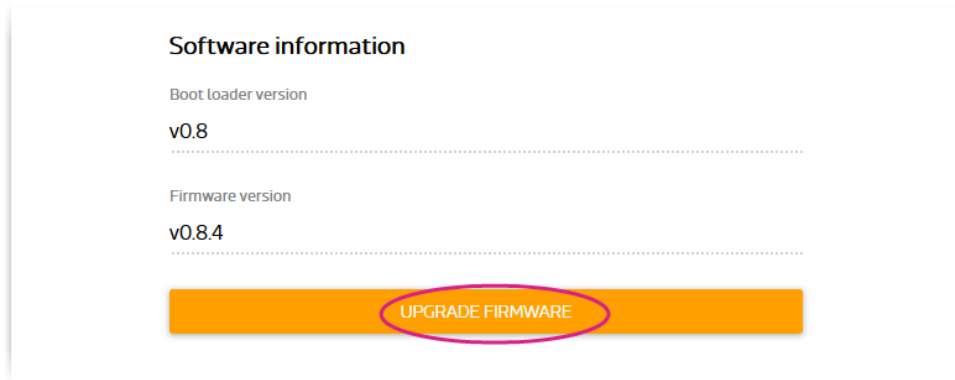 Software information
Boot loader version
v0.8
Firmware version
v0.8.4
UPGRADE FIRMWARE